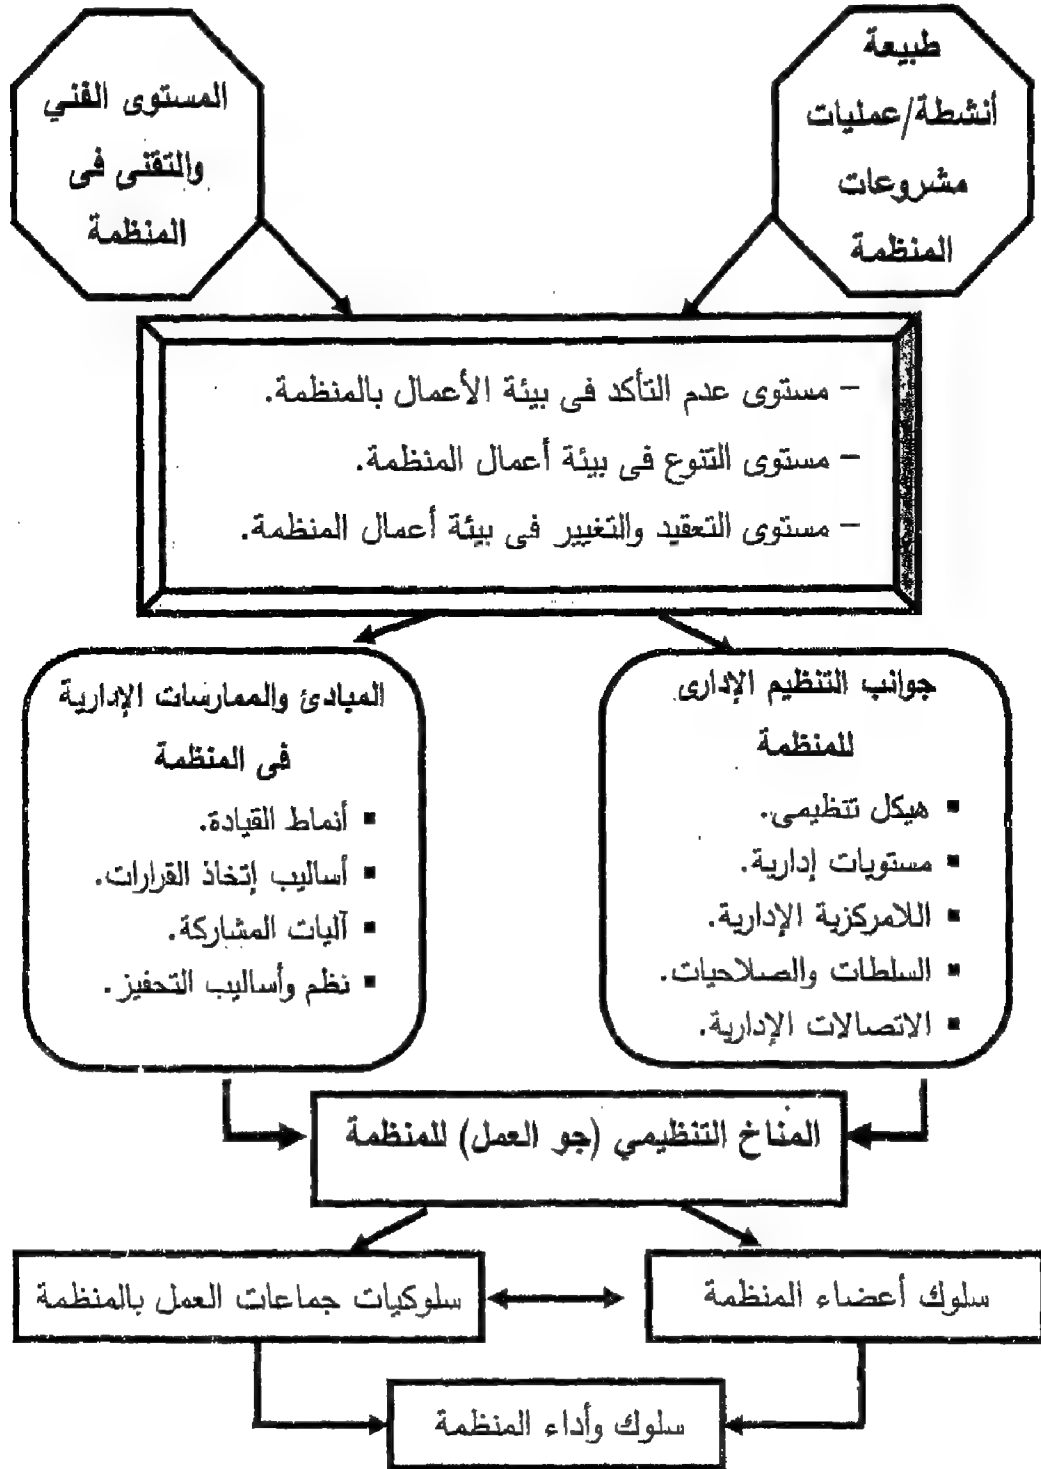 طبيعة
أنشطة/عمليات
مشروعات
المنظمة
المستوى الفني
والتقنى فى
المنظمة
– مستوى عدم التأكد فى بيئة الأعمال بالمنظمة.
– مستوى التنوع فى بيئة أعمال المنظمة.
– مستوى التعقيد والتغيير فى بيئة أعمال المنظمة.
جوانب التنظيم الإدارى
للمنظمة
▪ هيكل تنظيمى.
▪ مستويات إدارية.
▪ اللامركزية الإدارية.
▪ السلطات والصلاحيات.
▪ الاتصالات الإدارية.
المبادئ والممارسات الإدارية
فى المنظمة
▪ أنماط القيادة.
▪ أساليب إتخاذ القرارات.
▪ آليات المشاركة.
▪ نظم وأساليب التحفيز.
المناخ التنظيمي (جو العمل) للمنظمة
سلوك أعضاء المنظمة
سلوكيات جماعات العمل بالمنظمة
سلوك وأداء المنظمة